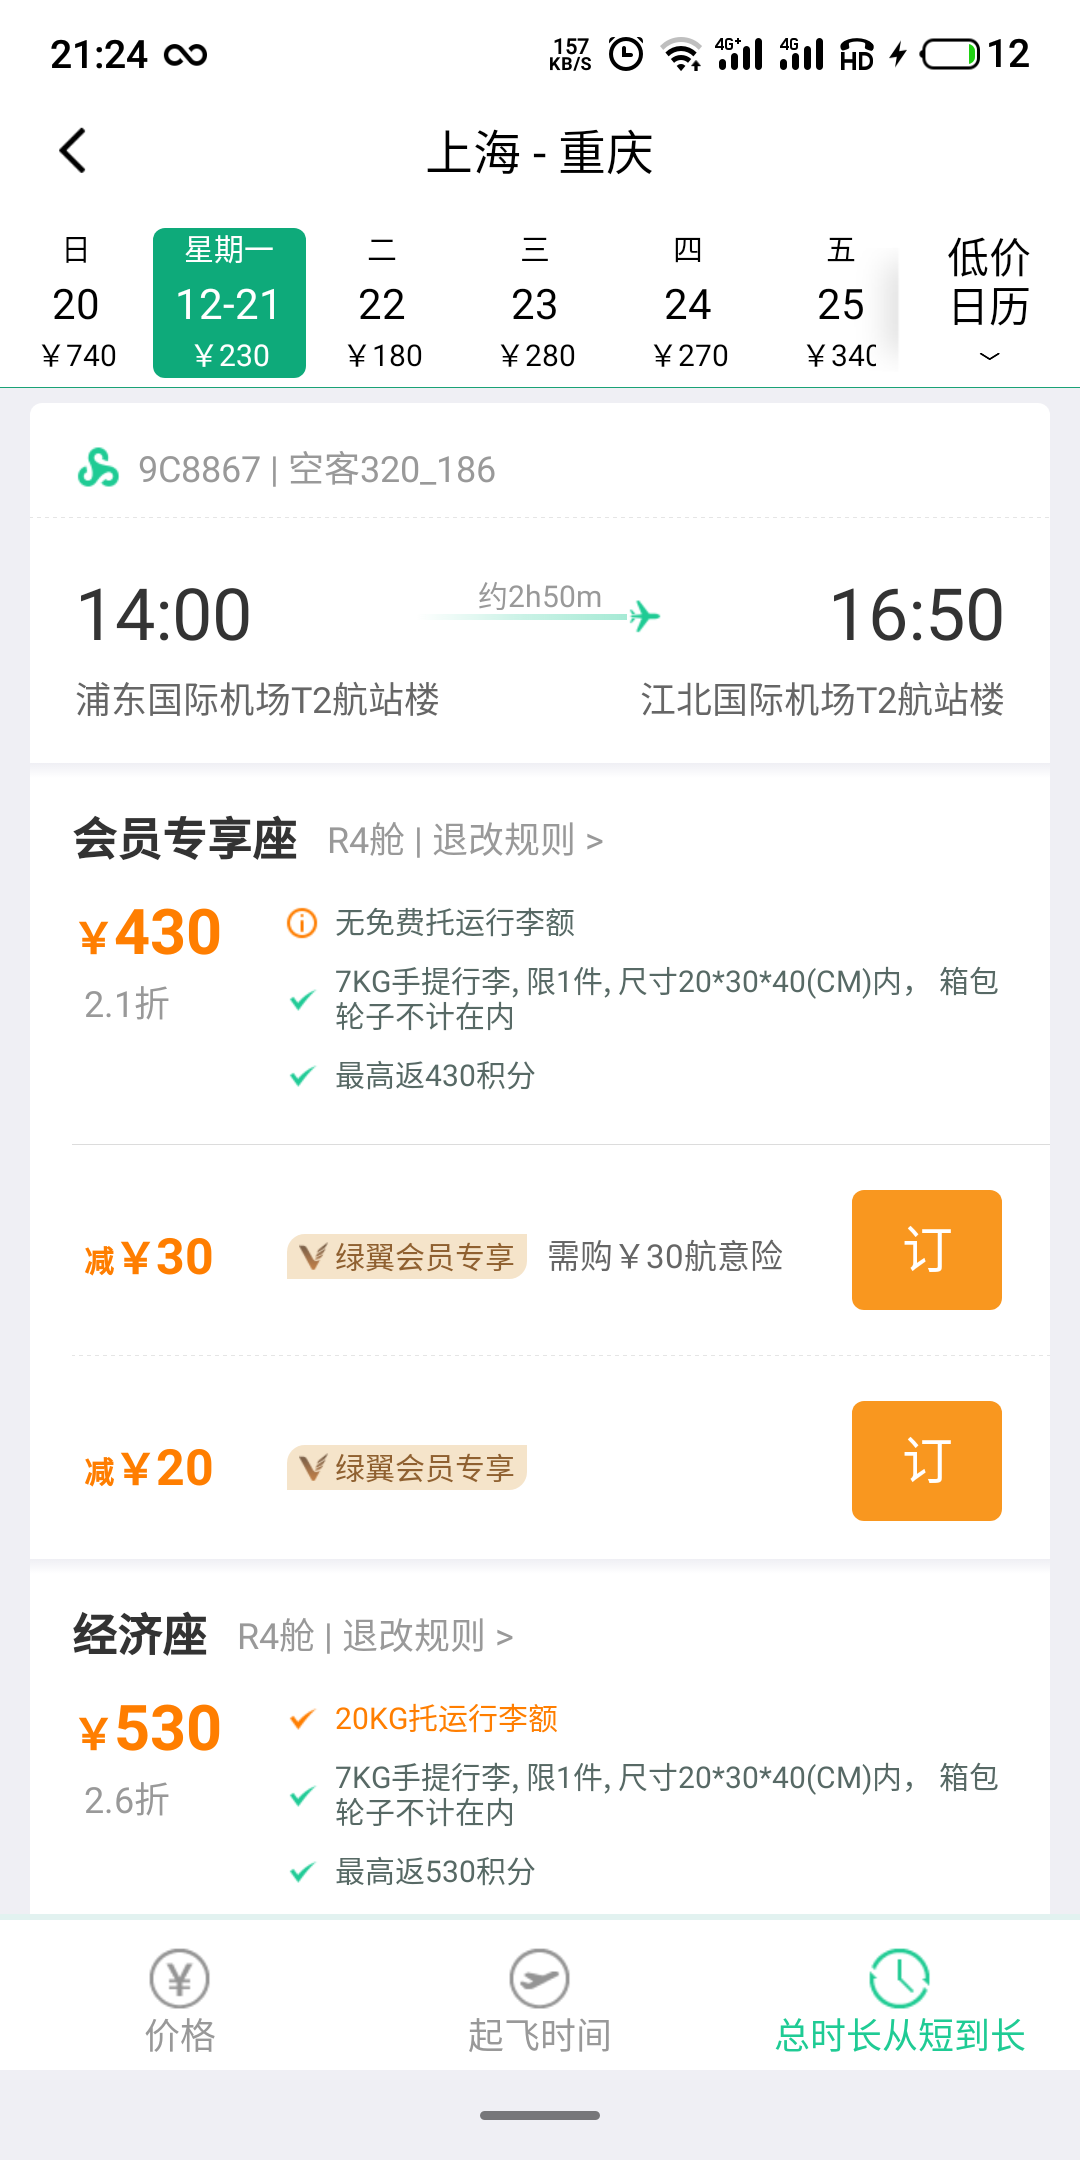 21:24
157 KB/S 4G+ 4G HD 12
上海 - 重庆
日 星期一 二 三 四 五 低价
20 12-21 22 23 24 25 日历
￥740 ￥230 ￥180 ￥280 ￥270 ￥340
9C8867 | 空客320_186
14:00 约2h50m 16:50
浦东国际机场T2航站楼 江北国际机场T2航站楼
会员专享座 R4舱 | 退改规则 >
￥430 无免费托运行李额
2.1折 7KG手提行李, 限1件, 尺寸20*30*40(CM)内， 箱包
轮子不计在内
最高返430积分
减￥30 绿翼会员专享 需购￥30航意险 订
减￥20 绿翼会员专享 订
经济座 R4舱 | 退改规则 >
￥530 20KG托运行李额
2.6折 7KG手提行李, 限1件, 尺寸20*30*40(CM)内， 箱包
轮子不计在内
最高返530积分
价格 起飞时间 总时长从短到长